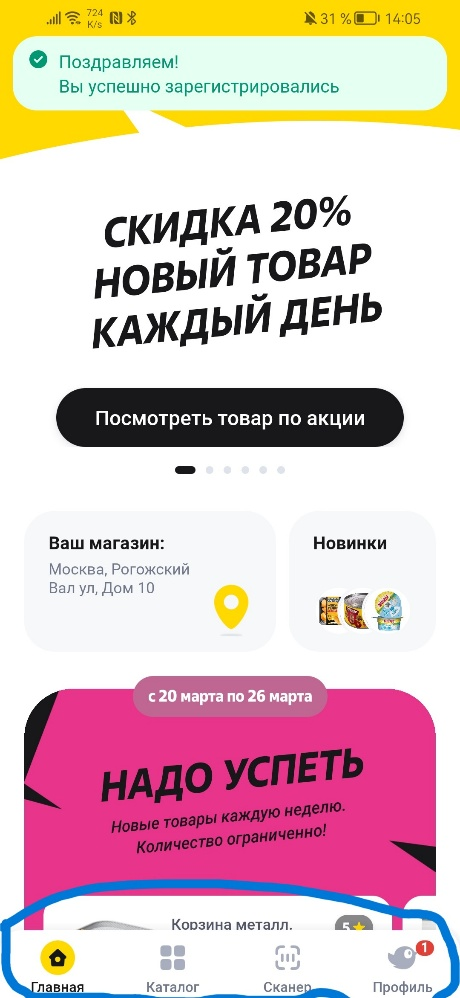 724
K/s
31 %
14:05
Поздравляем!
Вы успешно зарегистрировались
СКИДКА 20%
НОВЫЙ ТОВАР
КАЖДЫЙ ДЕНЬ
Посмотреть товар по акции
Ваш магазин:
Москва, Рогожский
Вал ул, Дом 10
Новинки
с 20 марта по 26 марта
НАДО УСПЕТЬ
Новые товары каждую неделю.
Количество ограниченно!
Корзина металл.
5
1
Главная
Каталог
Сканер
Профиль